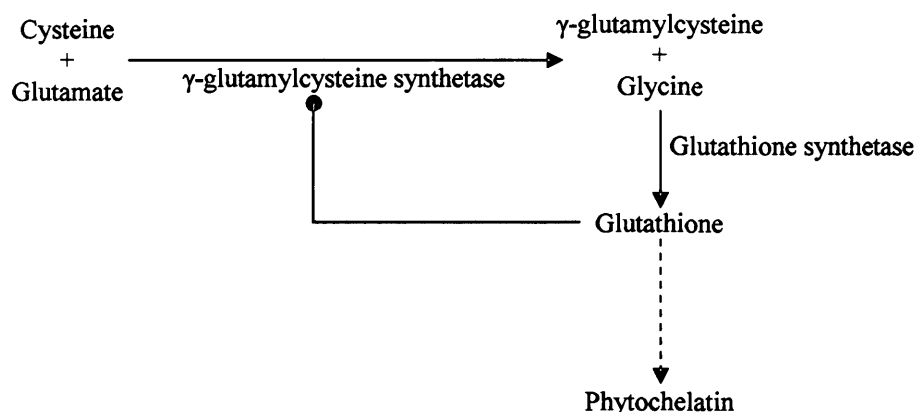 Cysteine
+
Glutamate
γ-glutamylcysteine synthetase
γ-glutamylcysteine
+
Glycine
Glutathione synthetase
Glutathione
Phytochelatin